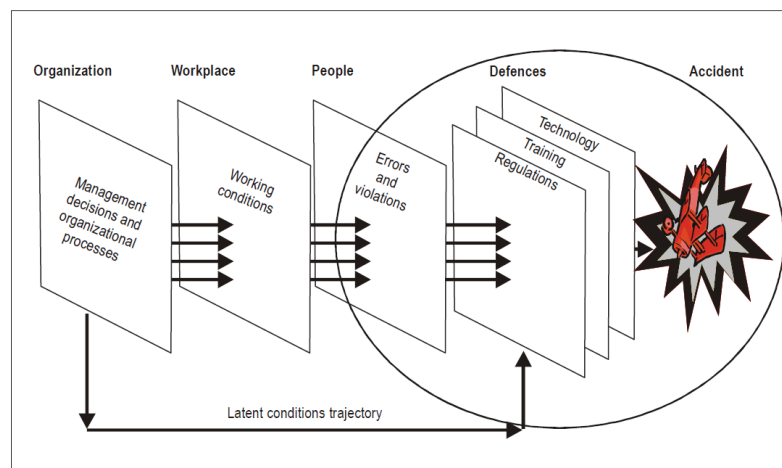 Organization
Workplace
People
Defences
Accident
Management
decisions and
organizational
processes
Working
conditions
Errors
and
violations
Technology
Training
Regulations
Latent conditions trajectory